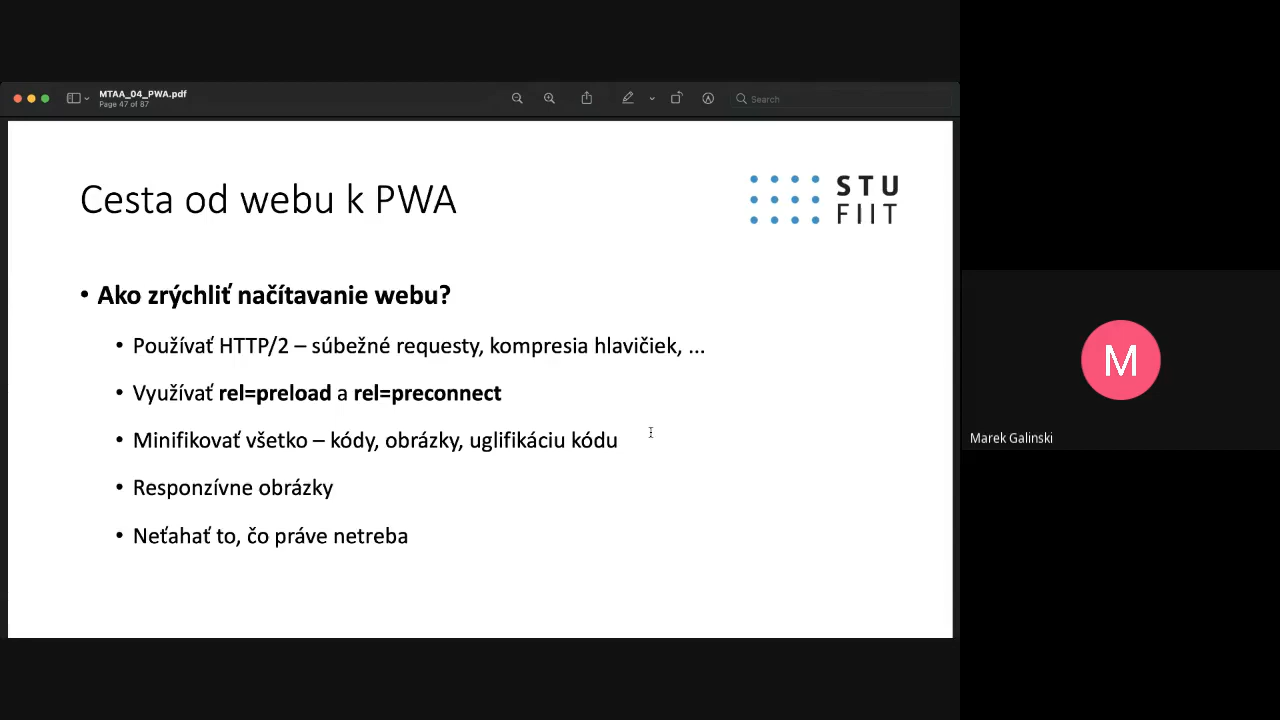 MTAA_04_PWA.pdf
Page 47 of 87
Search
Cesta od webu k PWA
STU
FIIT
• Ako zrýchliť načítavanie webu?
• Používať HTTP/2 – súbežné requesty, kompresia hlavičiek, ...
• Využívať rel=preload a rel=preconnect
• Minifikovať všetko – kódy, obrázky, uglifikáciu kódu
• Responzívne obrázky
• Neťahať to, čo práve netreba
M
Marek Galinski